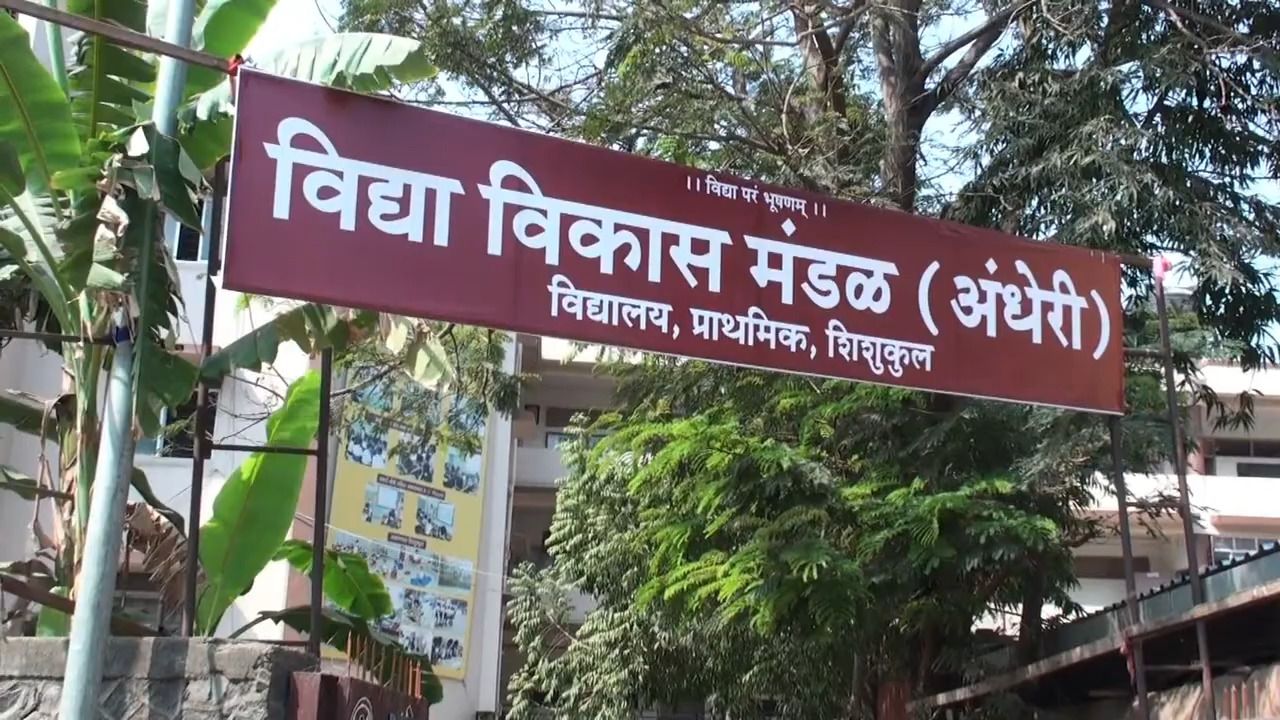 ।। विद्या परं भूषणम् ।।
विद्या विकास मंडळ (अंधेरी)
विद्यालय, प्राथमिक, शिशुकुल